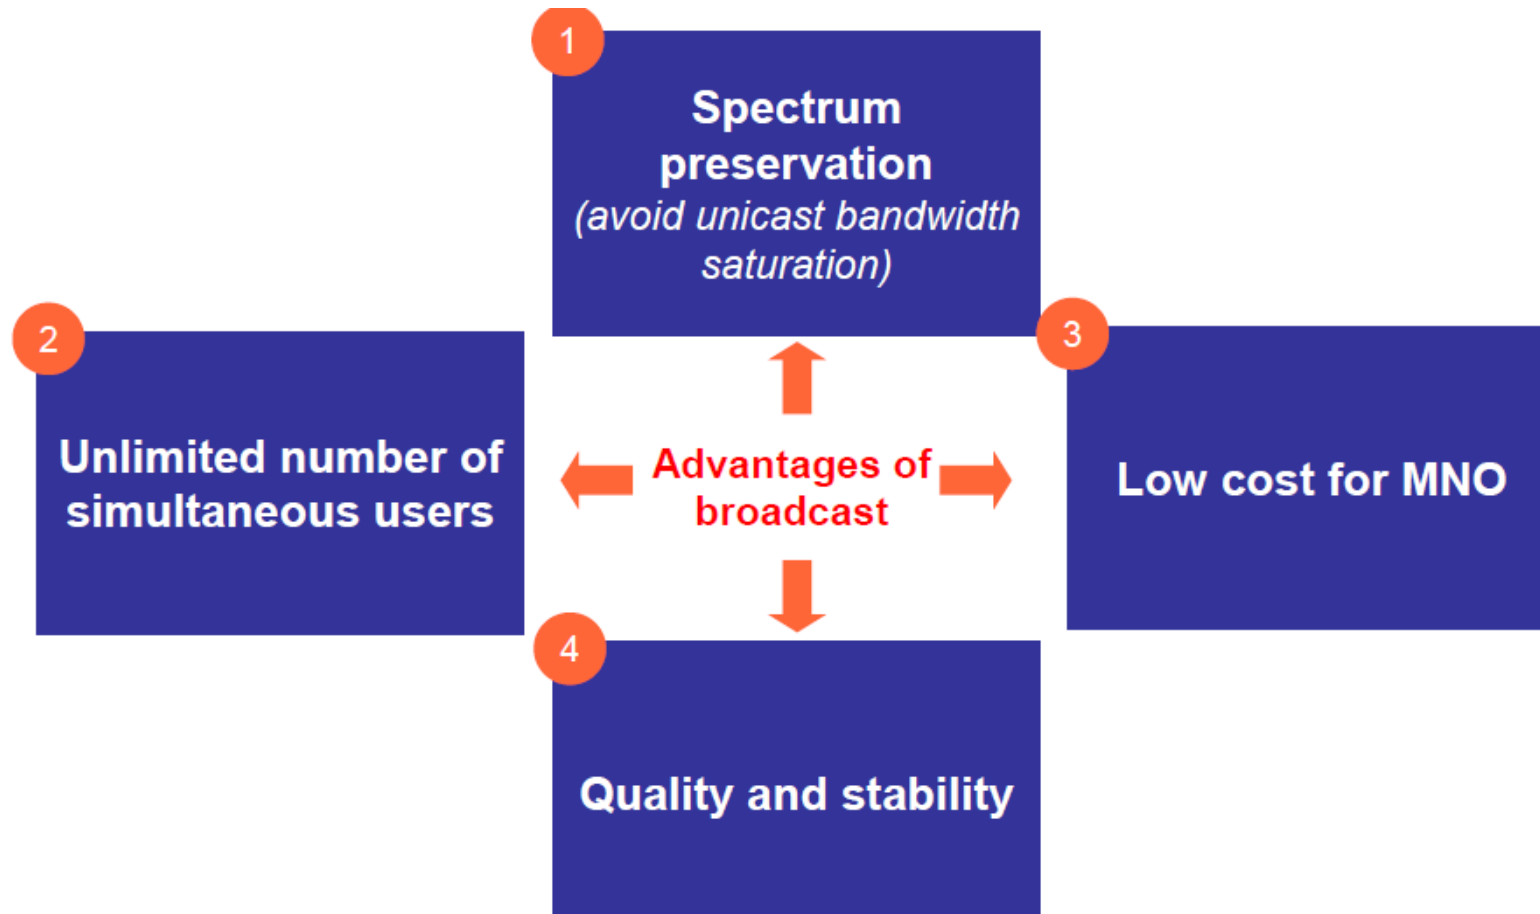 1
Spectrum
preservation
(avoid unicast bandwidth
saturation)
2
Unlimited number of
simultaneous users
Advantages of
broadcast
3
Low cost for MNO
4
Quality and stability